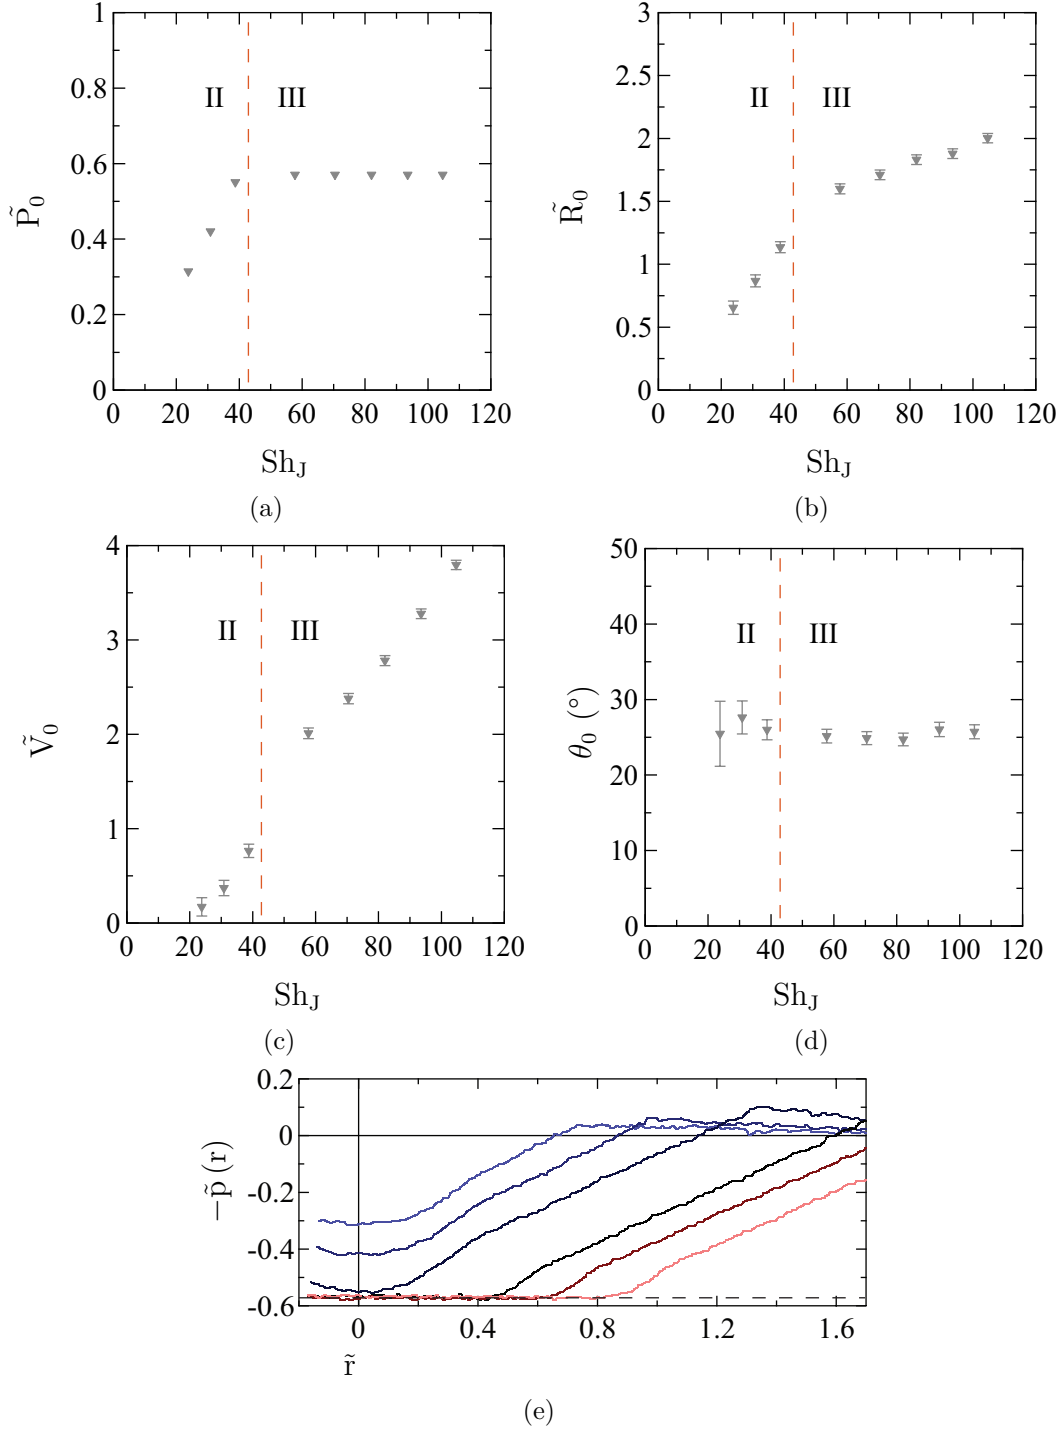 1
0.8
0.6
0.4
0.2
0
P̃₀
II
III
0 20 40 60 80 100 120
Sh_J
(a)
3
2.5
2
1.5
1
0.5
0
R̃₀
II
III
0 20 40 60 80 100 120
Sh_J
(b)
4
3
2
1
0
Ṽ₀
II
III
0 20 40 60 80 100 120
Sh_J
(c)
50
40
30
20
10
0
θ₀ (°)
II
III
0 20 40 60 80 100 120
Sh_J
(d)
0.2
0
-0.2
-0.4
-0.6
−p̃ (r)
0 0.4 0.8 1.2 1.6
r̃
(e)